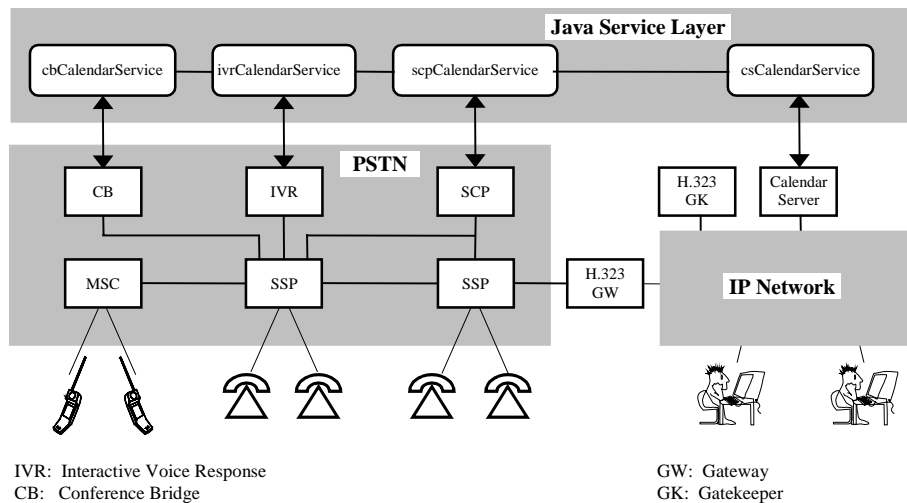 Java Service Layer
cbCalendarService
ivrCalendarService
scpCalendarService
csCalendarService
PSTN
CB
IVR
SCP
H.323
GK
Calendar
Server
MSC
SSP
SSP
H.323
GW
IP Network
IVR: Interactive Voice Response
CB: Conference Bridge
GW: Gateway
GK: Gatekeeper